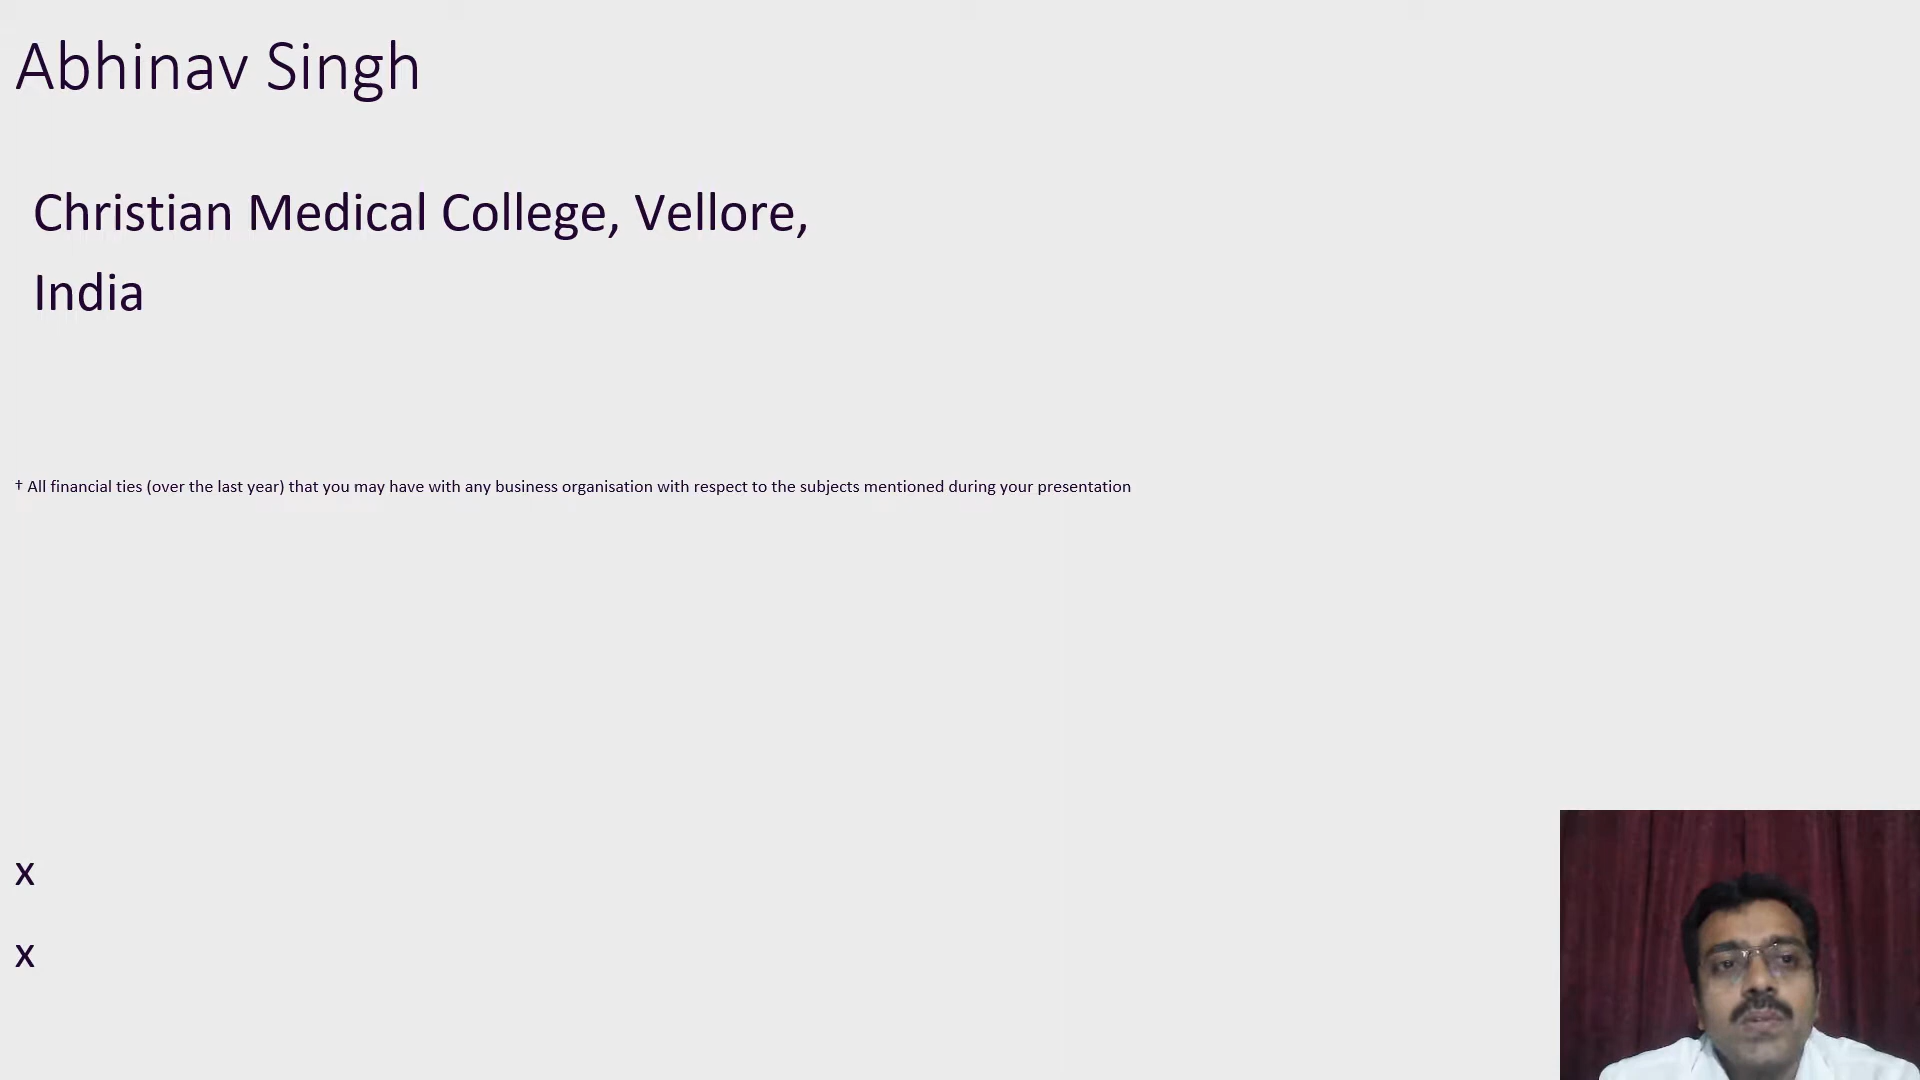 Abhinav Singh
Christian Medical College, Vellore,
India
† All financial ties (over the last year) that you may have with any business organisation with respect to the subjects mentioned during your presentation
x
x